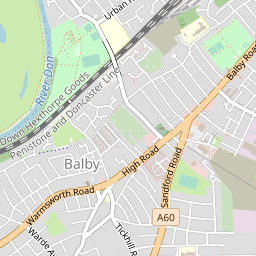 Urban R
River Don
Down Hexthorpe Goods
Penistone and Doncaster Line
Balby Road
Balby
High Road
Sandford Road
Warmsworth Road
A60
Warde A
Tickhill R